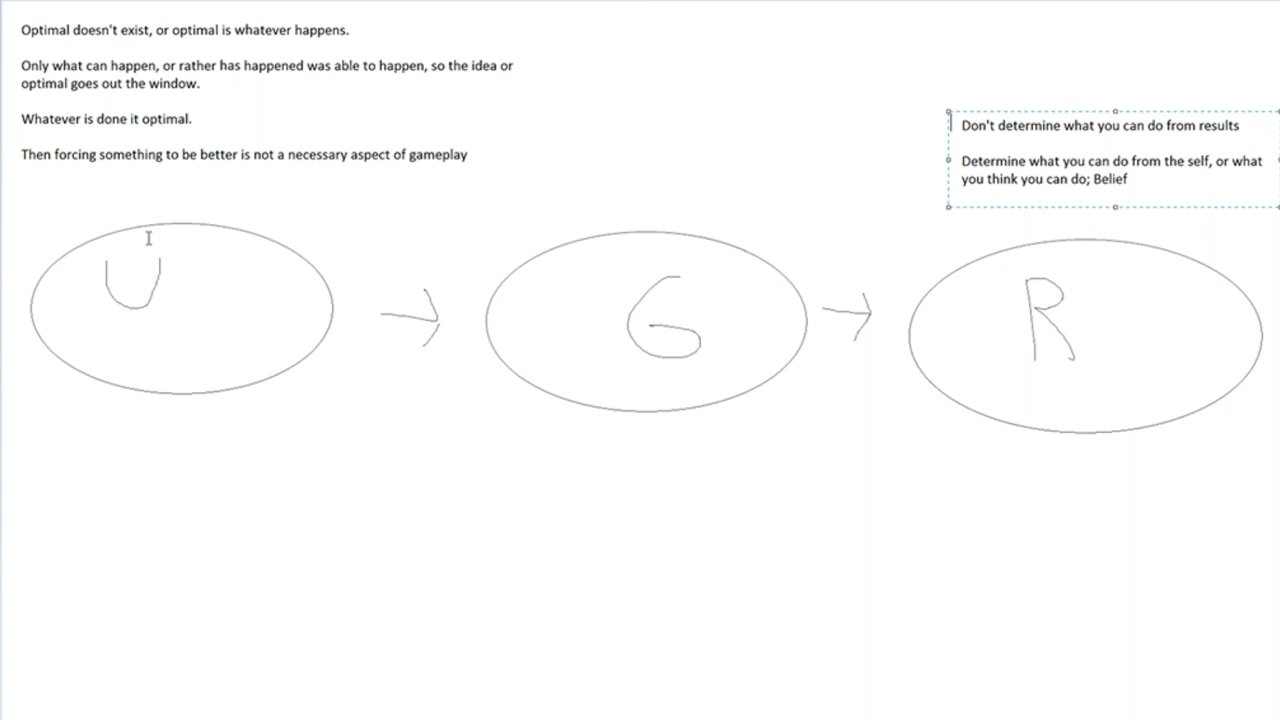 Optimal doesn't exist, or optimal is whatever happens.
Only what can happen, or rather has happened was able to happen, so the idea or
optimal goes out the window.
Whatever is done it optimal.
Then forcing something to be better is not a necessary aspect of gameplay
Don't determine what you can do from results
Determine what you can do from the self, or what
you think you can do; Belief
U
G
R